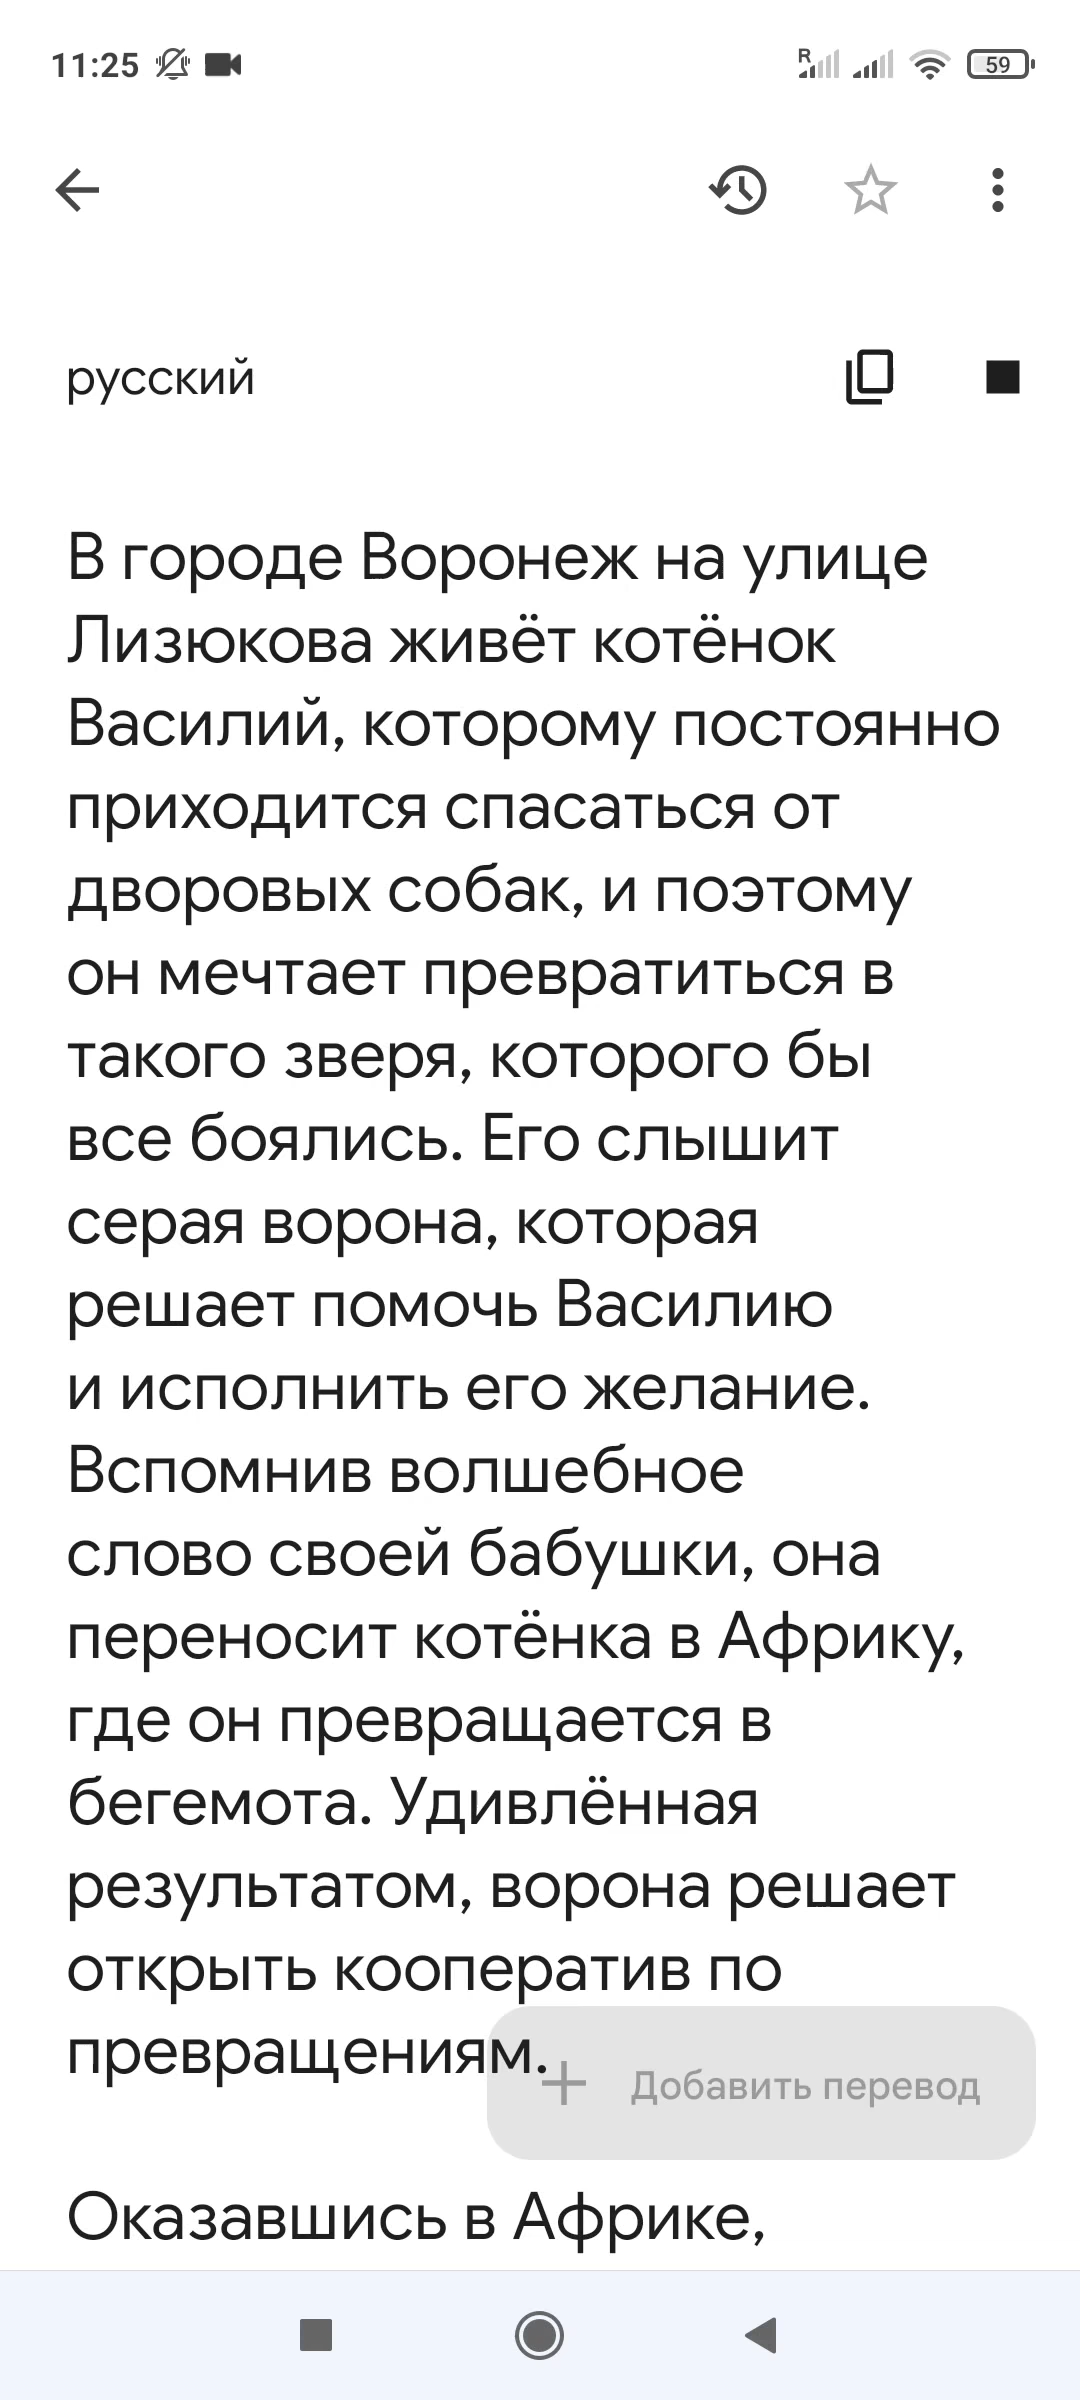 11:25
R
59
русский
В городе Воронеж на улице
Лизюкова живёт котёнок
Василий, которому постоянно
приходится спасаться от
дворовых собак, и поэтому
он мечтает превратиться в
такого зверя, которого бы
все боялись. Его слышит
серая ворона, которая
решает помочь Василию
и исполнить его желание.
Вспомнив волшебное
слово своей бабушки, она
переносит котёнка в Африку,
где он превращается в
бегемота. Удивлённая
результатом, ворона решает
открыть кооператив по
превращениям.
Добавить перевод
Оказавшись в Африке,